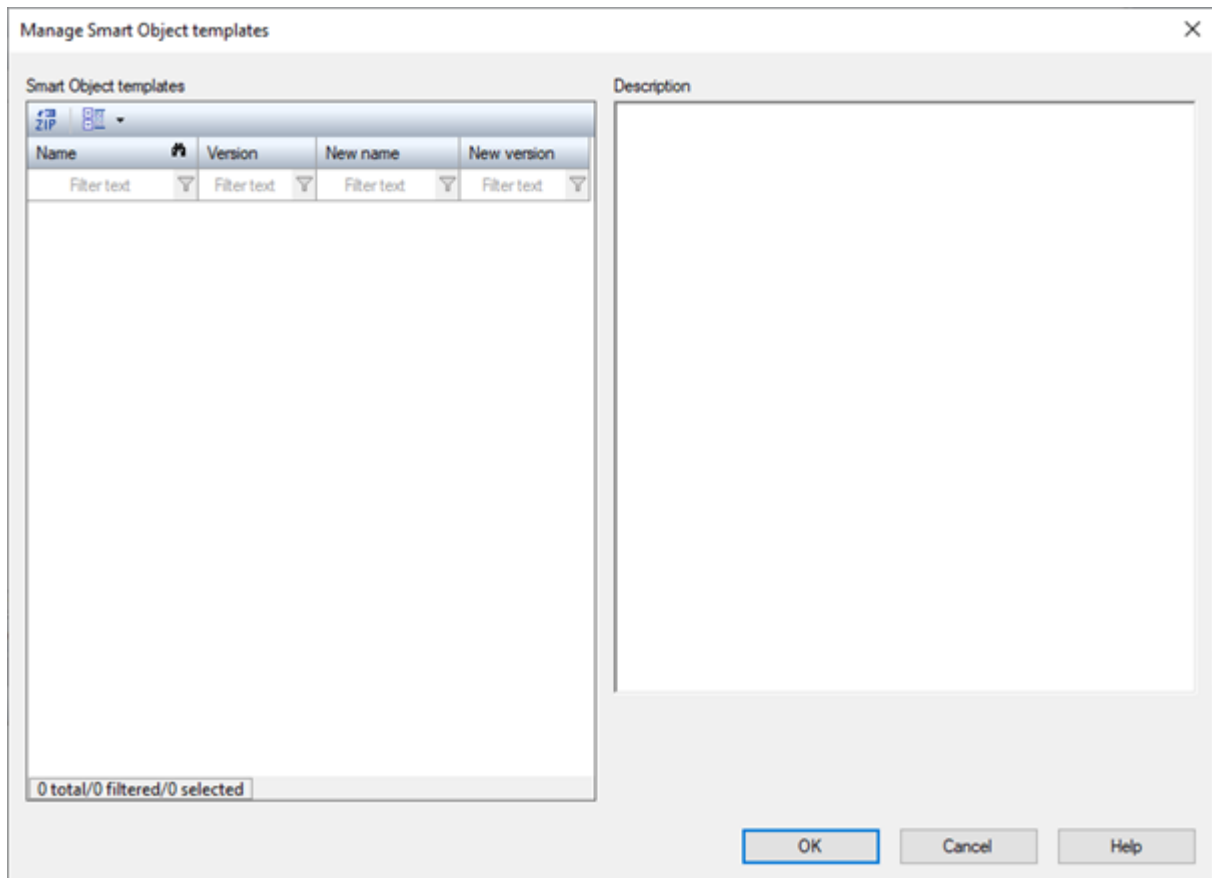 Manage Smart Object templates
Smart Object templates
Description
ZIP
Name Version New name New version
Filter text Filter text Filter text Filter text
0 total/0 filtered/0 selected
OK Cancel Help